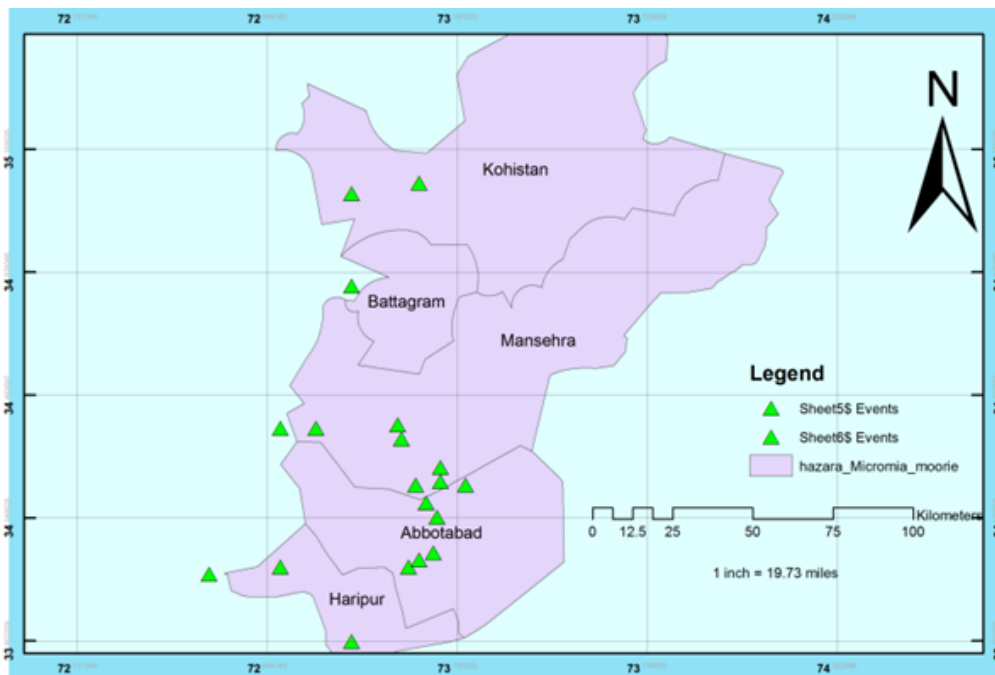 72 72 73 73 74
N
35 Kohistan
34 Battagram
Mansehra
Legend
34 Sheet5$ Events
Sheet6$ Events
hazara_Micromia_moorie
34 Abbotabad Kilometers
0 12.5 25 50 75 100
1 inch = 19.73 miles
Haripur
33
72 72 73 73 74